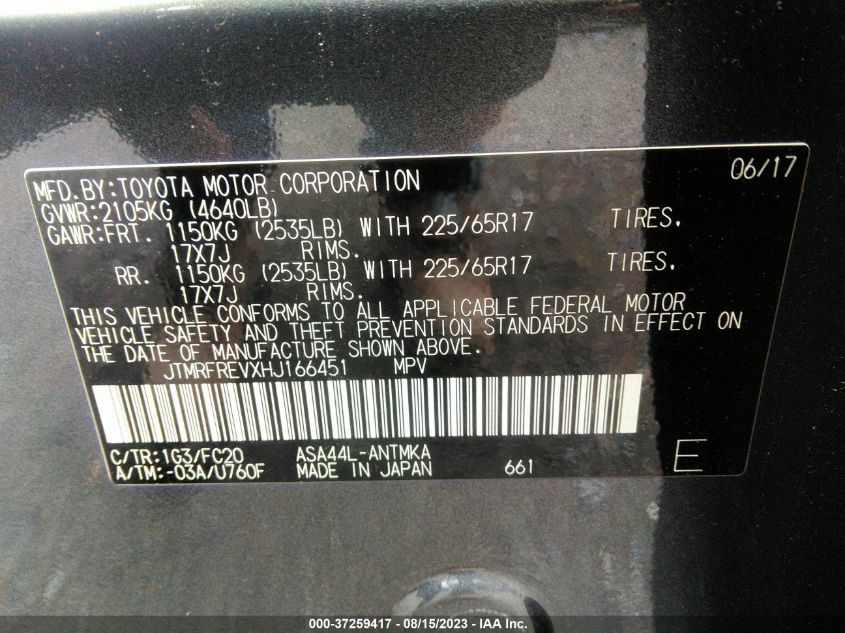 06/17
MFD.BY:TOYOTA MOTOR CORPORATION
GVWR:2105KG (4640LB)
GAWR:FRT. 1150KG (2535LB) WITH 225/65R17 TIRES.
17X7J RIMS.
RR. 1150KG (2535LB) WITH 225/65R17 TIRES.
17X7J RIMS.
THIS VEHICLE CONFORMS TO ALL APPLICABLE FEDERAL MOTOR
VEHICLE SAFETY AND THEFT PREVENTION STANDARDS IN EFFECT ON
THE DATE OF MANUFACTURE SHOWN ABOVE.
JTMRFREVXHJ166451 MPV
C/TR:1G3/FC20 ASA44L-ANTMKA
A/TM:-03A/U760F MADE IN JAPAN 661 E
000-37259417 - 08/15/2023 - IAA Inc.